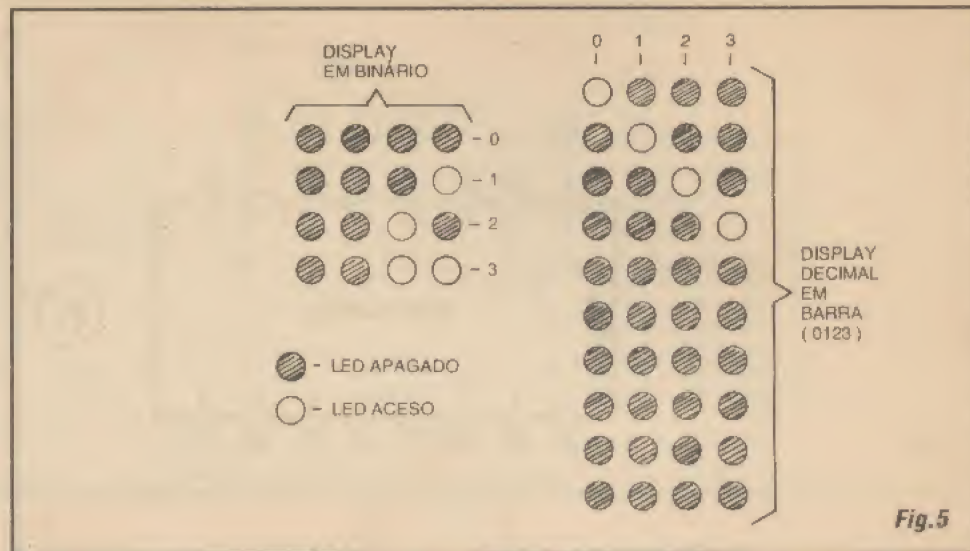 DISPLAY
EM BINÁRIO
- 0
- 1
- 2
- 3
- LED APAGADO
- LED ACESO
0 1 2 3
DISPLAY
DECIMAL
EM
BARRA
( 0123 )
Fig.5